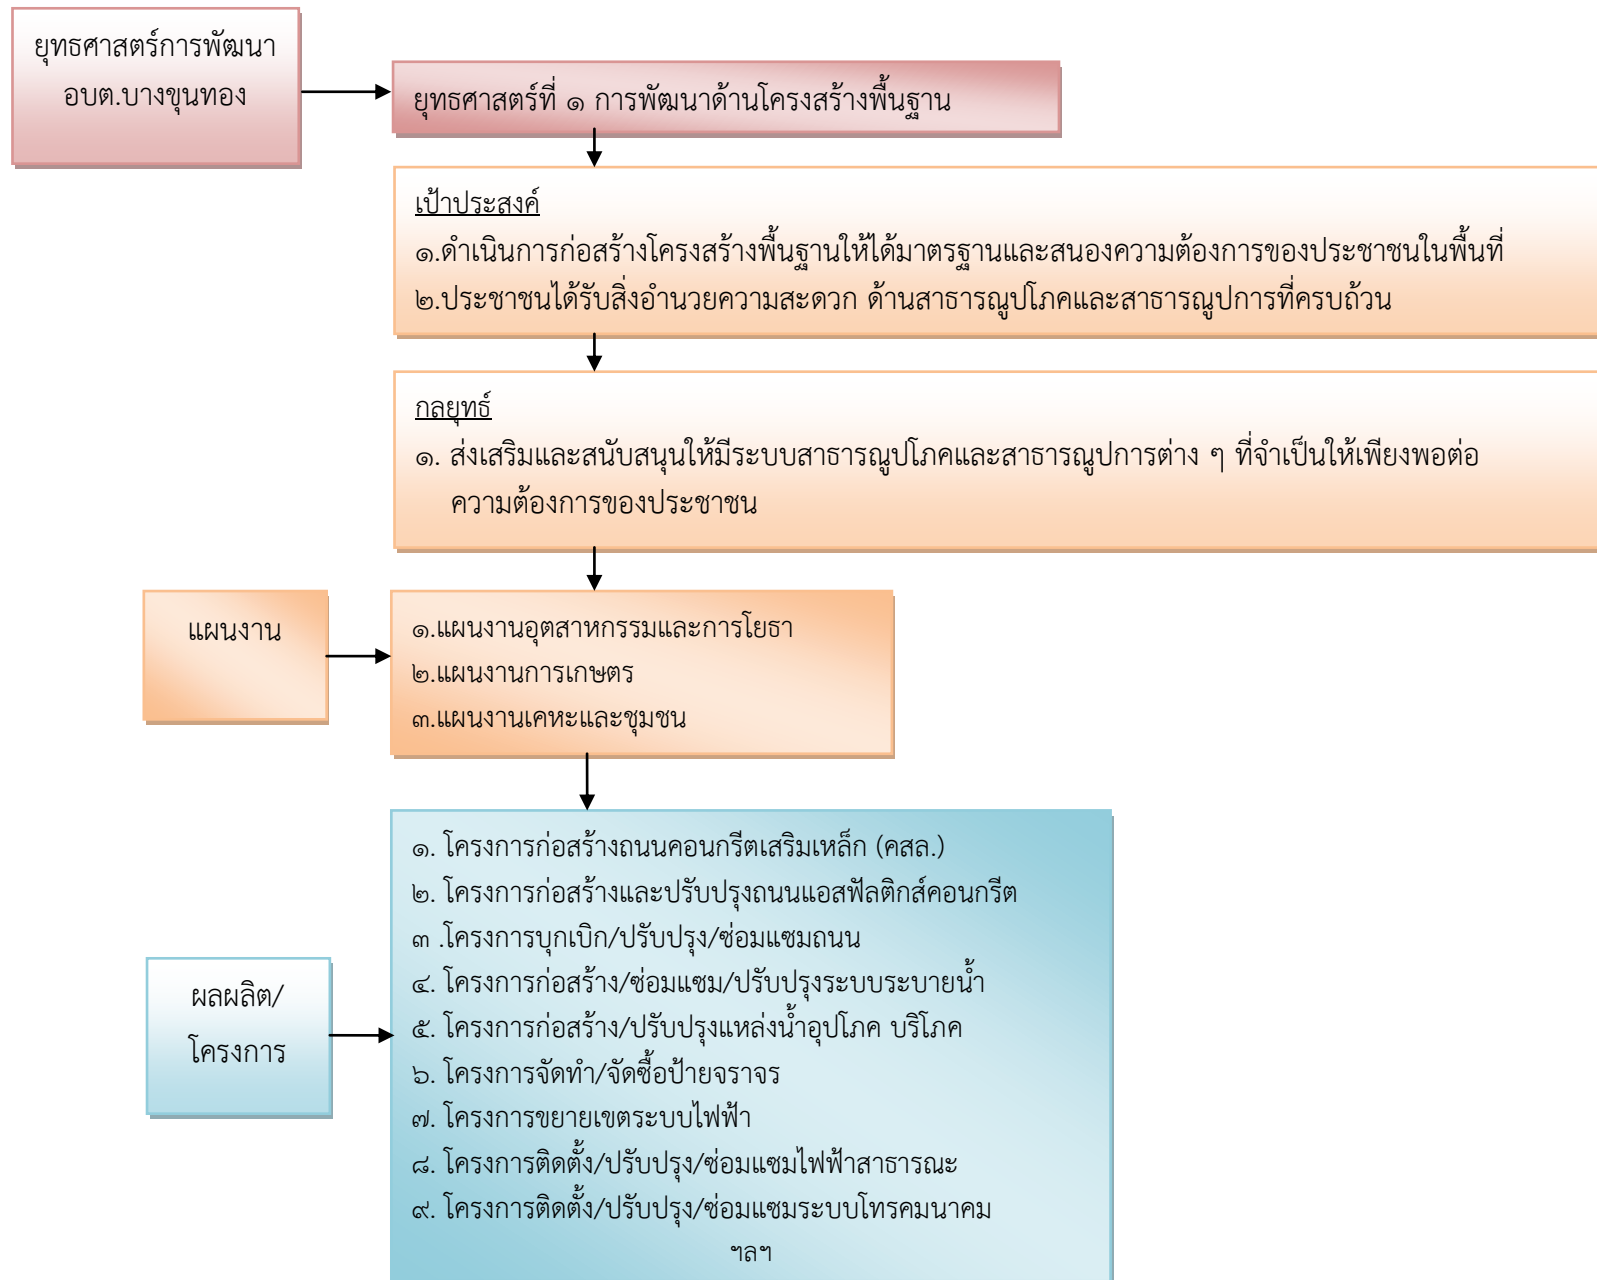 ยุทธศาสตร์การพัฒนา
อบต.บางขุนทอง
ยุทธศาสตร์ที่ ๑ การพัฒนาด้านโครงสร้างพื้นฐาน
เป้าประสงค์
๑.ดำเนินการก่อสร้างโครงสร้างพื้นฐานให้ได้มาตรฐานและสนองความต้องการของประชาชนในพื้นที่
๒.ประชาชนได้รับสิ่งอำนวยความสะดวก ด้านสาธารณูปโภคและสาธารณูปการที่ครบถ้วน
กลยุทธ์
๑. ส่งเสริมและสนับสนุนให้มีระบบสาธารณูปโภคและสาธารณูปการต่าง ๆ ที่จำเป็นให้เพียงพอต่อ
ความต้องการของประชาชน
แผนงาน
๑.แผนงานอุตสาหกรรมและการโยธา
๒.แผนงานการเกษตร
๓.แผนงานเคหะและชุมชน
ผลผลิต/
โครงการ
๑. โครงการก่อสร้างถนนคอนกรีตเสริมเหล็ก (คสล.)
๒. โครงการก่อสร้างและปรับปรุงถนนแอสฟัลติกส์คอนกรีต
๓ .โครงการบุกเบิก/ปรับปรุง/ซ่อมแซมถนน
๔. โครงการก่อสร้าง/ซ่อมแซม/ปรับปรุงระบบระบายน้ำ
๕. โครงการก่อสร้าง/ปรับปรุงแหล่งน้ำอุปโภค บริโภค
๖. โครงการจัดทำ/จัดซื้อป้ายจราจร
๗. โครงการขยายเขตระบบไฟฟ้า
๘. โครงการติดตั้ง/ปรับปรุง/ซ่อมแซมไฟฟ้าสาธารณะ
๙. โครงการติดตั้ง/ปรับปรุง/ซ่อมแซมระบบโทรคมนาคม
ฯลฯ